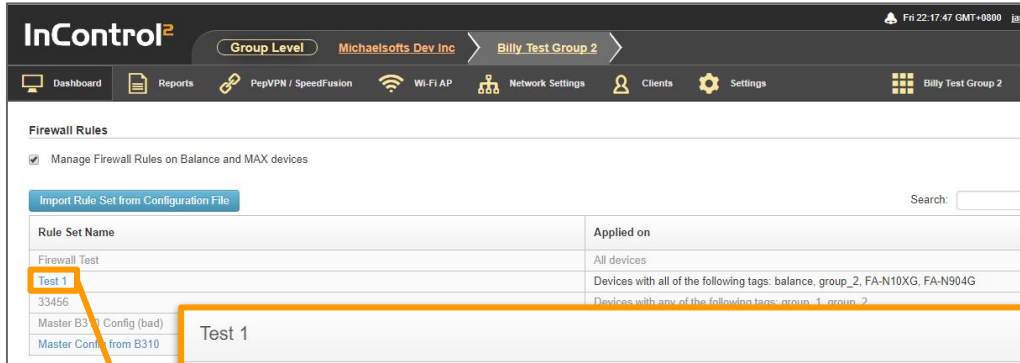 Fri 22:17:47 GMT+0800
InControl2
Group Level Michaelsofts Dev Inc Billy Test Group 2
Dashboard Reports PepVPN / SpeedFusion Wi-Fi AP Network Settings Clients Settings Billy Test Group 2
Firewall Rules
Manage Firewall Rules on Balance and MAX devices
Import Rule Set from Configuration File Search:
Rule Set Name Applied on
Firewall Test All devices
Test 1 Devices with all of the following tags: balance, group_2, FA-N10XG, FA-N904G
33456 Devices with any of the following tags: group_1, group_2
Master B310 Config (bad)
Master Config from B310
Test 1